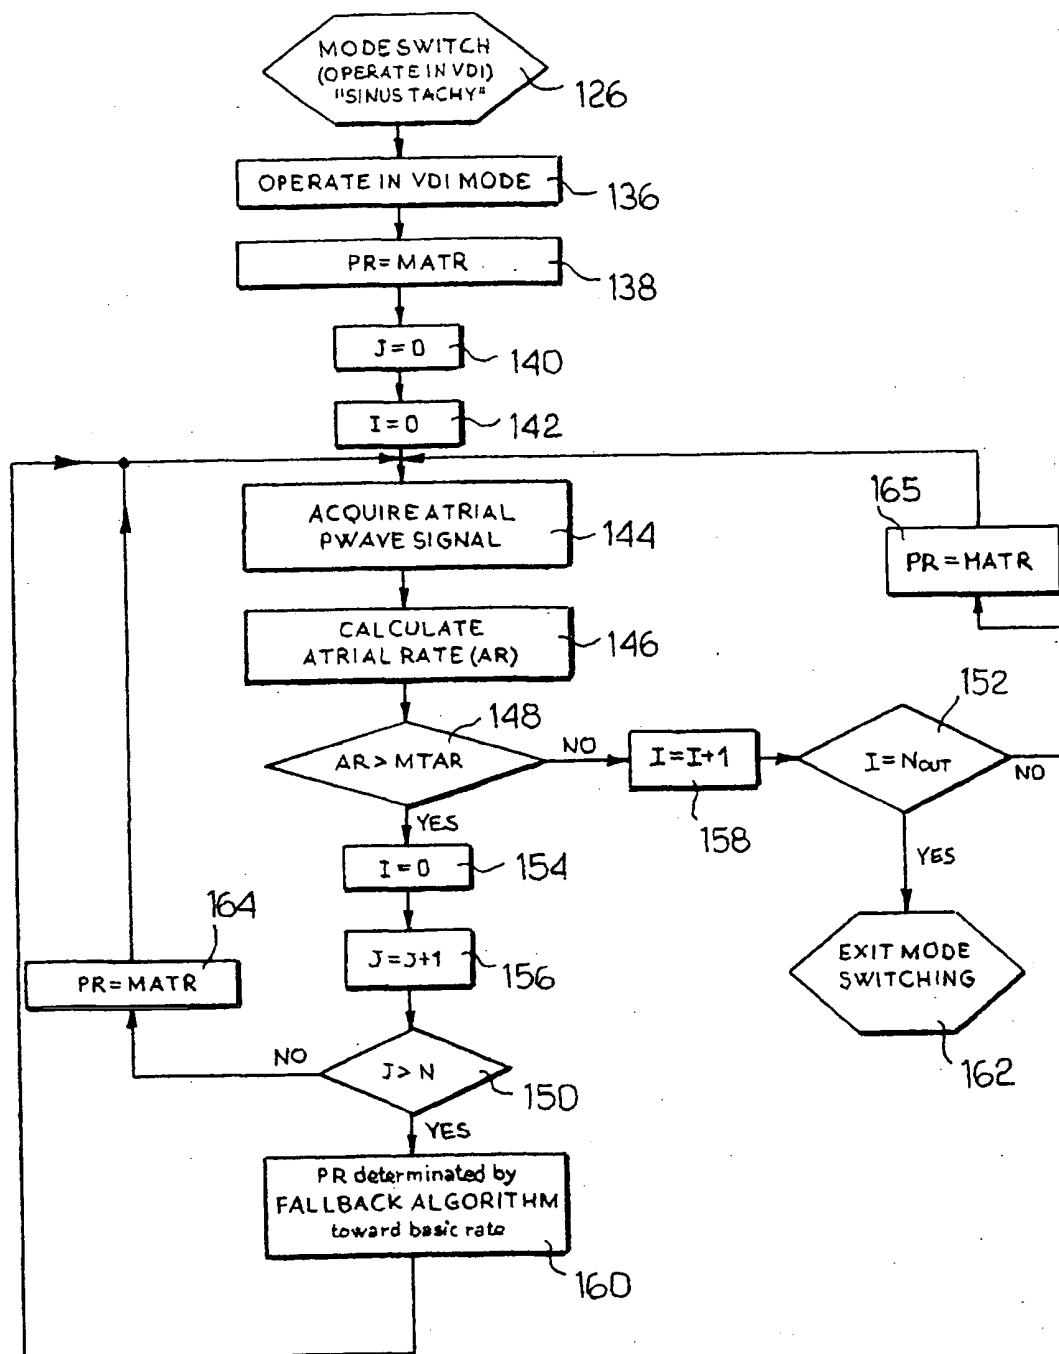 MODE SWITCH
(OPERATE IN VDI)
"SINUS TACHY"
126
OPERATE IN VDI MODE
136
PR=MATR
138
J=0
140
I=0
142
ACQUIRE ATRIAL
PWAVE SIGNAL
144
165
PR=MATR
CALCULATE
ATRIAL RATE (AR)
146
148
AR> MTAR
NO
I=I+1
158
152
I=NOUT
NO
YES
YES
I=0
154
J=J+1
156
164
PR=MATR
EXIT MODE
SWITCHING
162
NO
J>N
150
YES
PR determinated by
FALLBACK ALGORITHM
toward basic rate
160